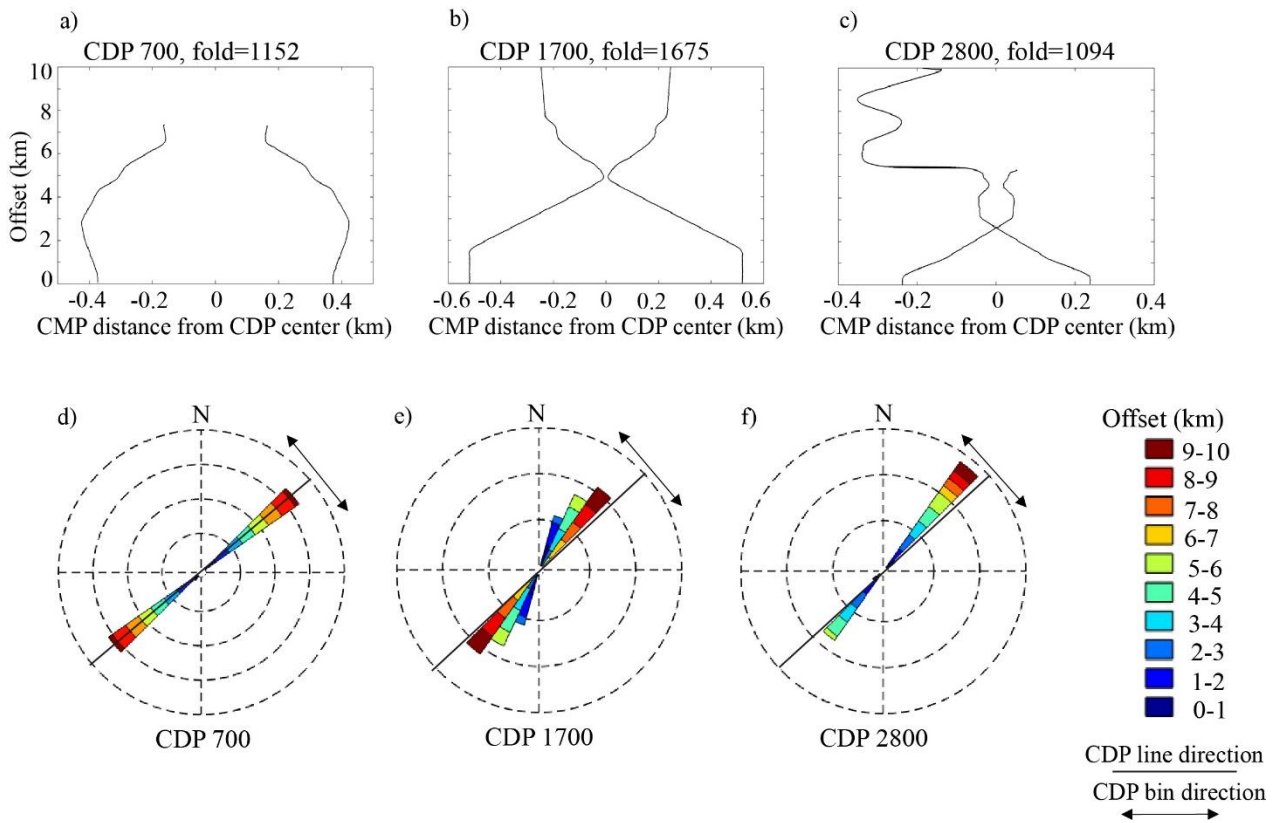 a)
CDP 700, fold=1152
b)
CDP 1700, fold=1675
c)
CDP 2800, fold=1094
Offset (km)
10
8
6
4
2
0
-0.4 -0.2 0 0.2 0.4
-0.6 -0.4 -0.2 0 0.2 0.4 0.6
-0.4 -0.2 0 0.2 0.4
CMP distance from CDP center (km)
CMP distance from CDP center (km)
CMP distance from CDP center (km)
d)
N
e)
N
f)
N
CDP 700
CDP 1700
CDP 2800
Offset (km)
9-10
8-9
7-8
6-7
5-6
4-5
3-4
2-3
1-2
0-1
CDP line direction
CDP bin direction